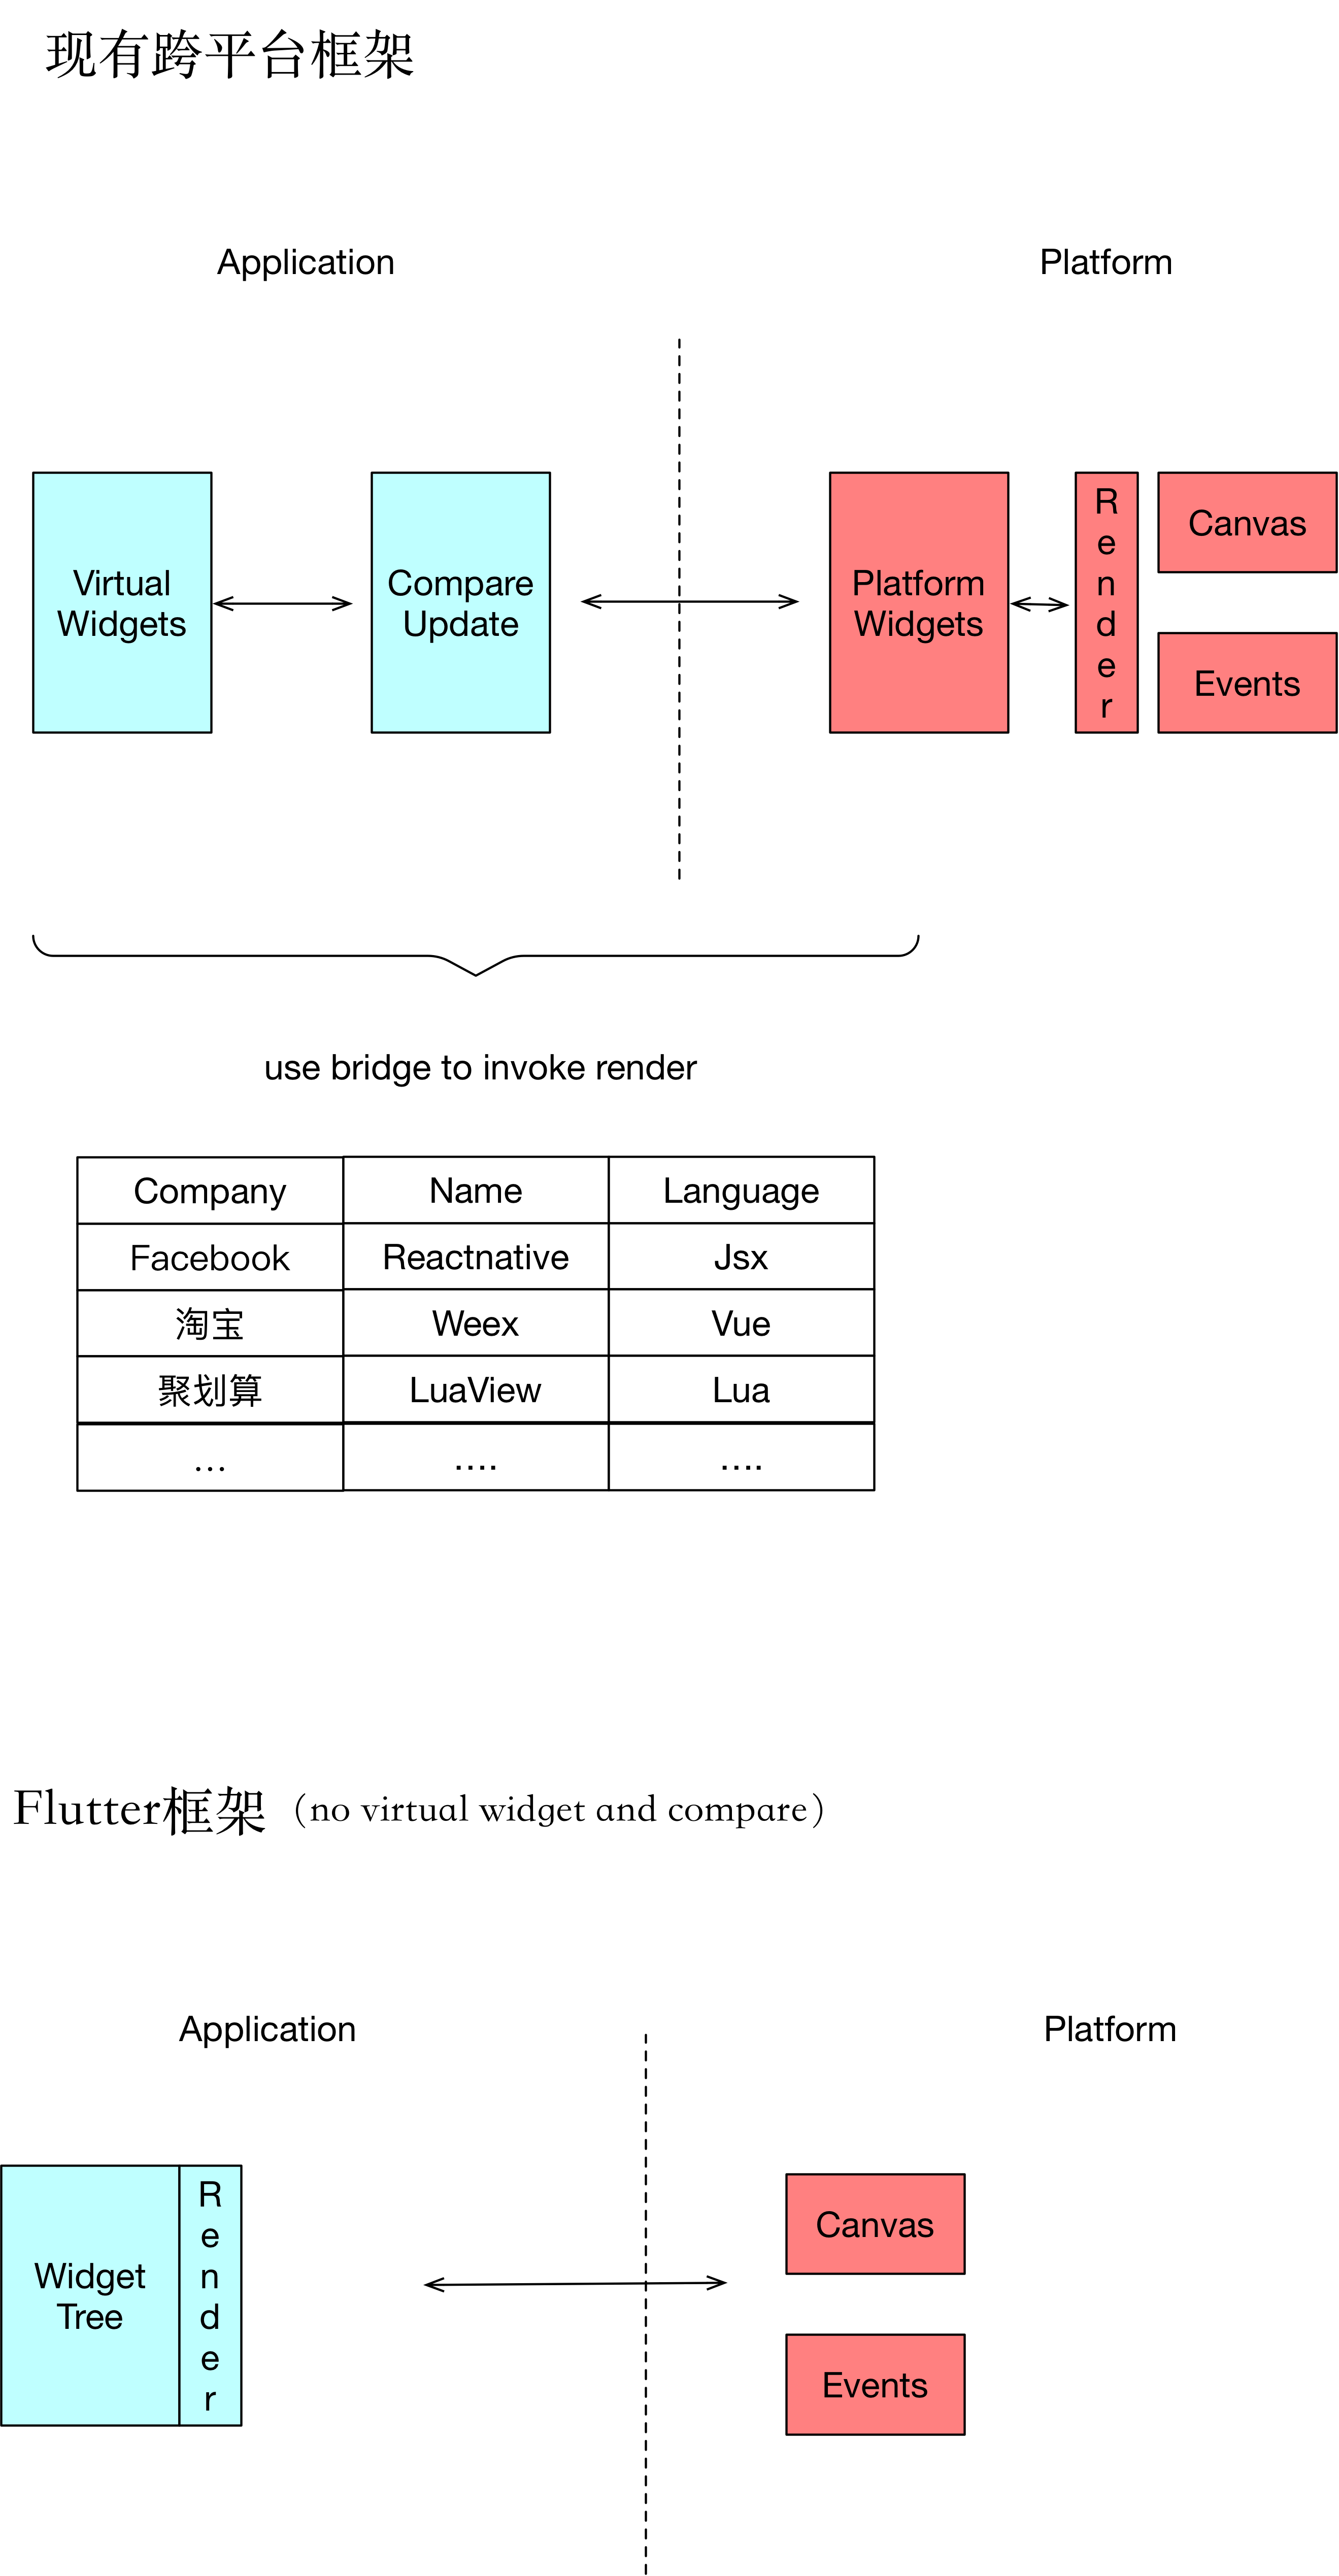 现有跨平台框架
Application
Platform
Virtual
Widgets
Compare
Update
Platform
Widgets
R
e
n
d
e
r
Canvas
Events
use bridge to invoke render
Company Name Language
Facebook Reactnative Jsx
淘宝 Weex Vue
聚划算 LuaView Lua
... .... ....
Flutter框架（no virtual widget and compare）
Application
Platform
Widget
Tree
R
e
n
d
e
r
Canvas
Events